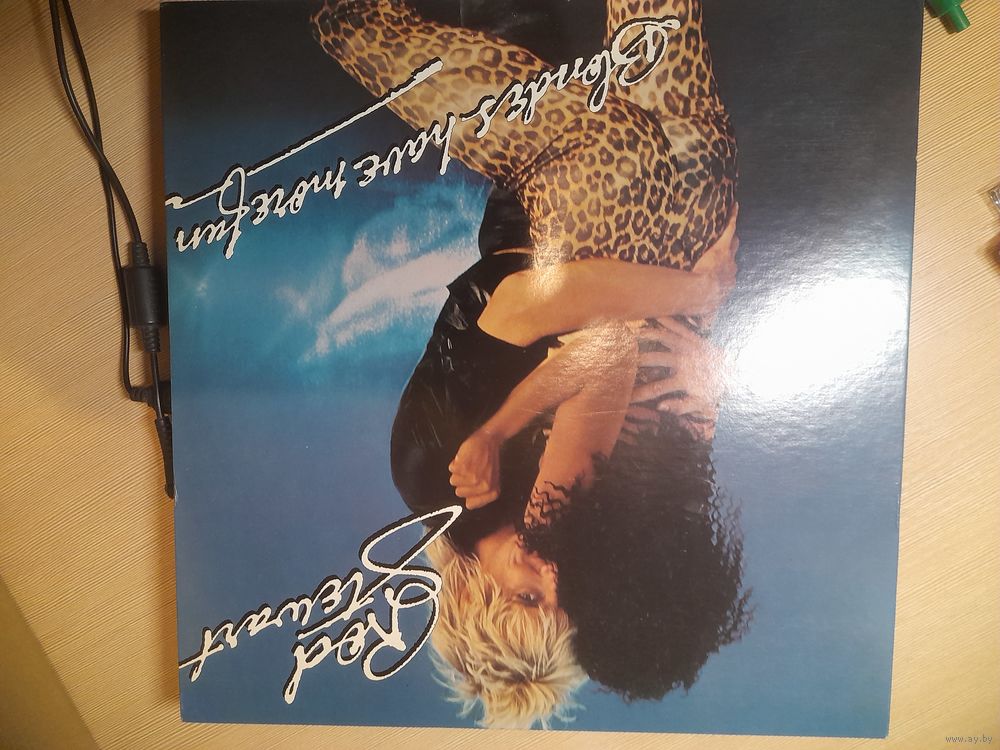 Rod
Stewart
Blondes have more fun
www.ay.by